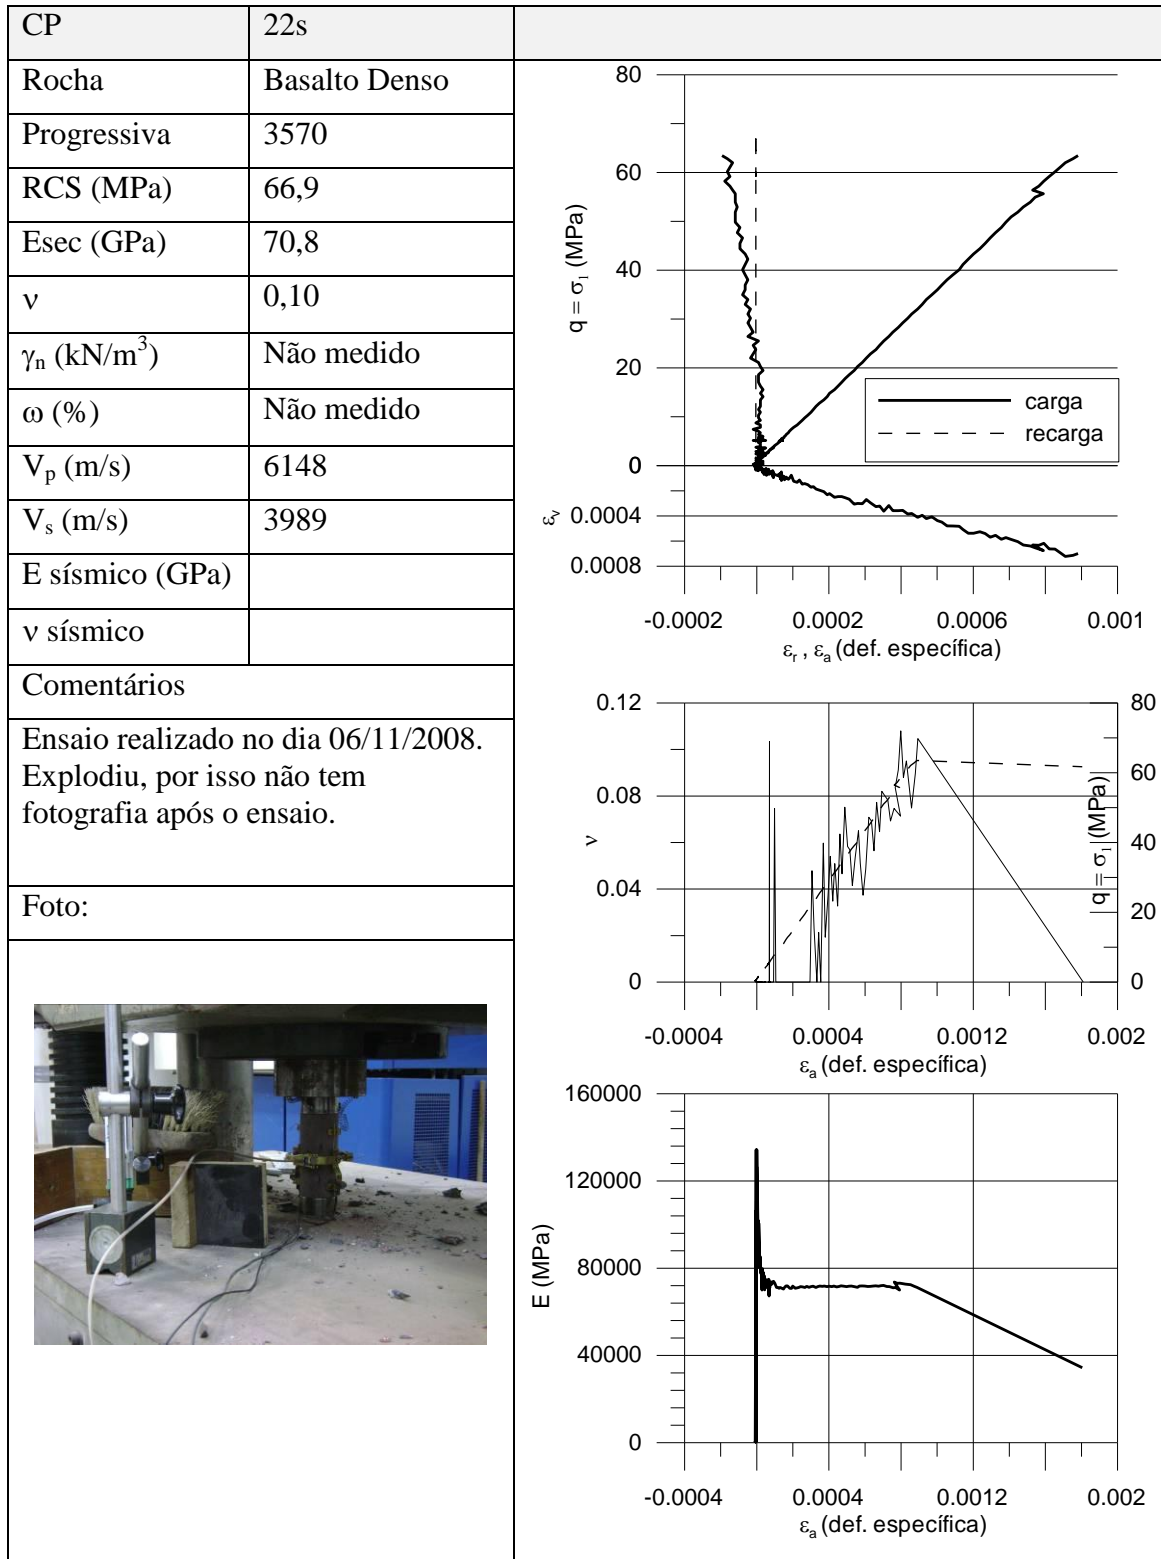 CP 22s
Rocha Basalto Denso
Progressiva 3570
RCS (MPa) 66,9
Esec (GPa) 70,8
ν 0,10
γn (kN/m3) Não medido
ω (%) Não medido
Vp (m/s) 6148
Vs (m/s) 3989
E sísmico (GPa)
ν sísmico
Comentários
Ensaio realizado no dia 06/11/2008.
Explodiu, por isso não tem
fotografia após o ensaio.
Foto:
80
60
40
20
0
q = σ1 (MPa)
carga
recarga
εv
0.0004
0.0008
-0.0002 0.0002 0.0006 0.001
εr , εa (def. específica)
0.12
0.08
0.04
0
ν
80
60
40
20
0
q = σ1 (MPa)
-0.0004 0.0004 0.0012 0.002
εa (def. específica)
160000
120000
80000
40000
0
E (MPa)
-0.0004 0.0004 0.0012 0.002
εa (def. específica)